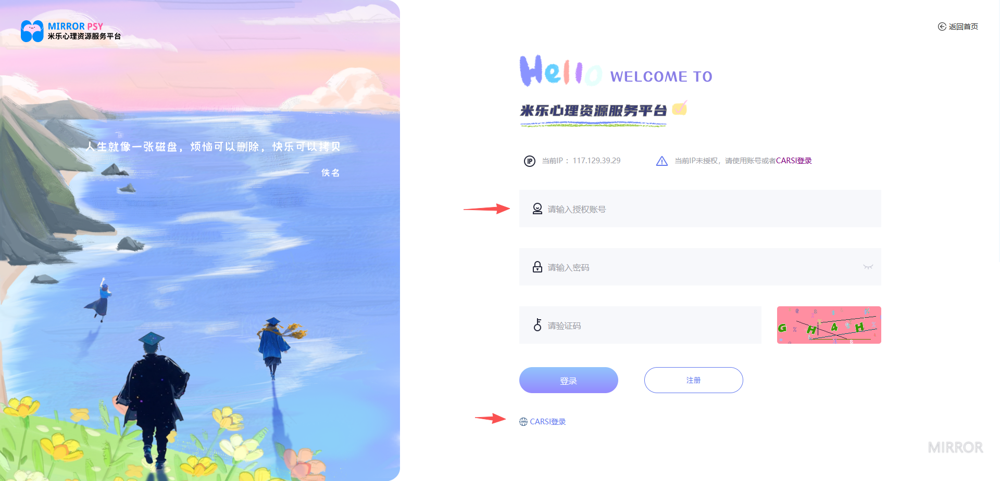 MIRROR PSY
米乐心理资源服务平台
人生就像一张磁盘，烦恼可以删除，快乐可以拷贝
—— 佚名
返回首页
Hello WELCOME TO
米乐心理资源服务平台
IP 当前IP： 117.129.39.29
当前IP未授权，请使用账号或者CARSI登录
请输入授权账号
请输入密码
请验证码
G H 4 H
登录
注册
CARSI登录
MIRROR